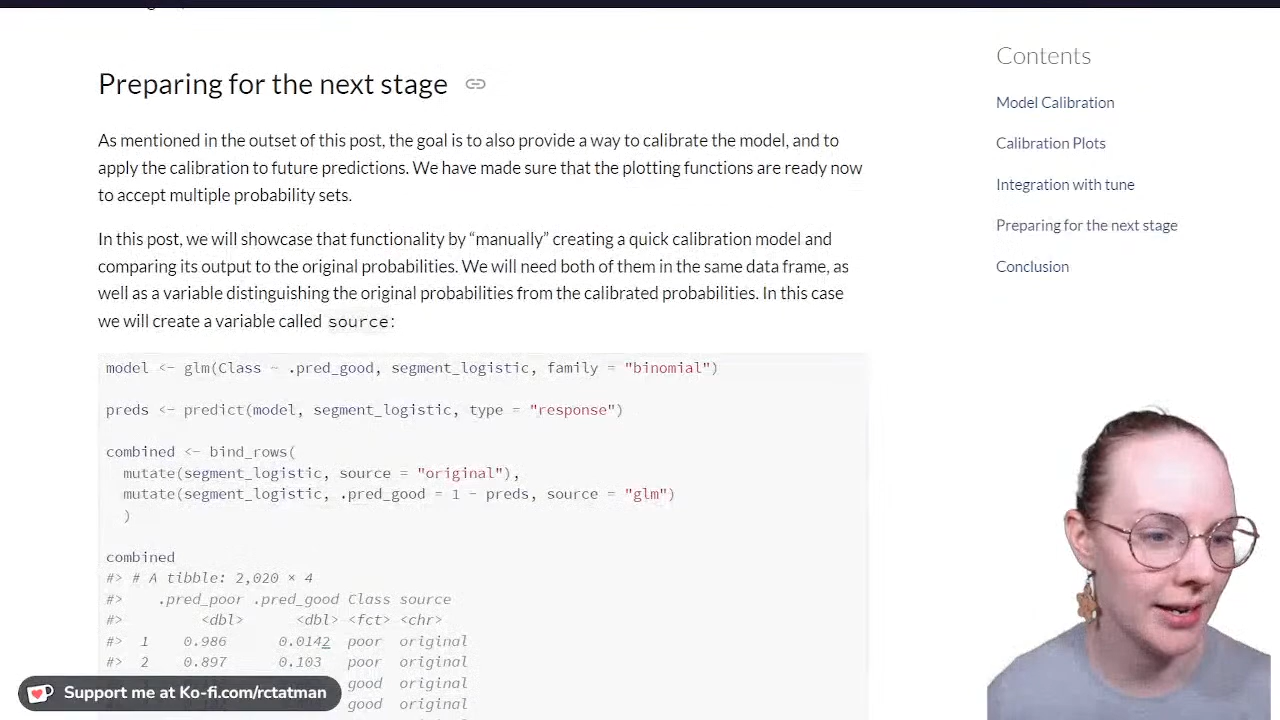 Preparing for the next stage
As mentioned in the outset of this post, the goal is to also provide a way to calibrate the model, and to
apply the calibration to future predictions. We have made sure that the plotting functions are ready now
to accept multiple probability sets.
In this post, we will showcase that functionality by “manually” creating a quick calibration model and
comparing its output to the original probabilities. We will need both of them in the same data frame, as
well as a variable distinguishing the original probabilities from the calibrated probabilities. In this case
we will create a variable called source:
model <- glm(Class ~ .pred_good, segment_logistic, family = "binomial")
preds <- predict(model, segment_logistic, type = "response")
combined <- bind_rows(
  mutate(segment_logistic, source = "original"),
  mutate(segment_logistic, .pred_good = 1 - preds, source = "glm")
  )
combined
#> # A tibble: 2,020 × 4
#>    .pred_poor .pred_good Class source
#>         <dbl>      <dbl> <fct> <chr>
#>  1      0.986     0.0142 poor  original
#>  2      0.897     0.103  poor  original
good  original
good  original
Contents
Model Calibration
Calibration Plots
Integration with tune
Preparing for the next stage
Conclusion
Support me at Ko-fi.com/rctatman